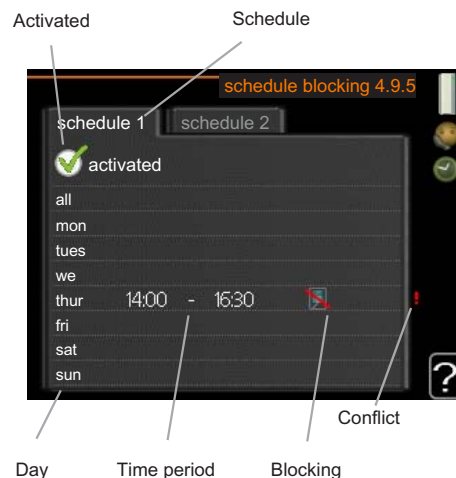 Activated
Schedule
schedule blocking 4.9.5
schedule 1
schedule 2
activated
all
mon
tues
we
thur 14:00 - 16:30 !
fri
sat
sun
?
Conflict
Day
Time period
Blocking